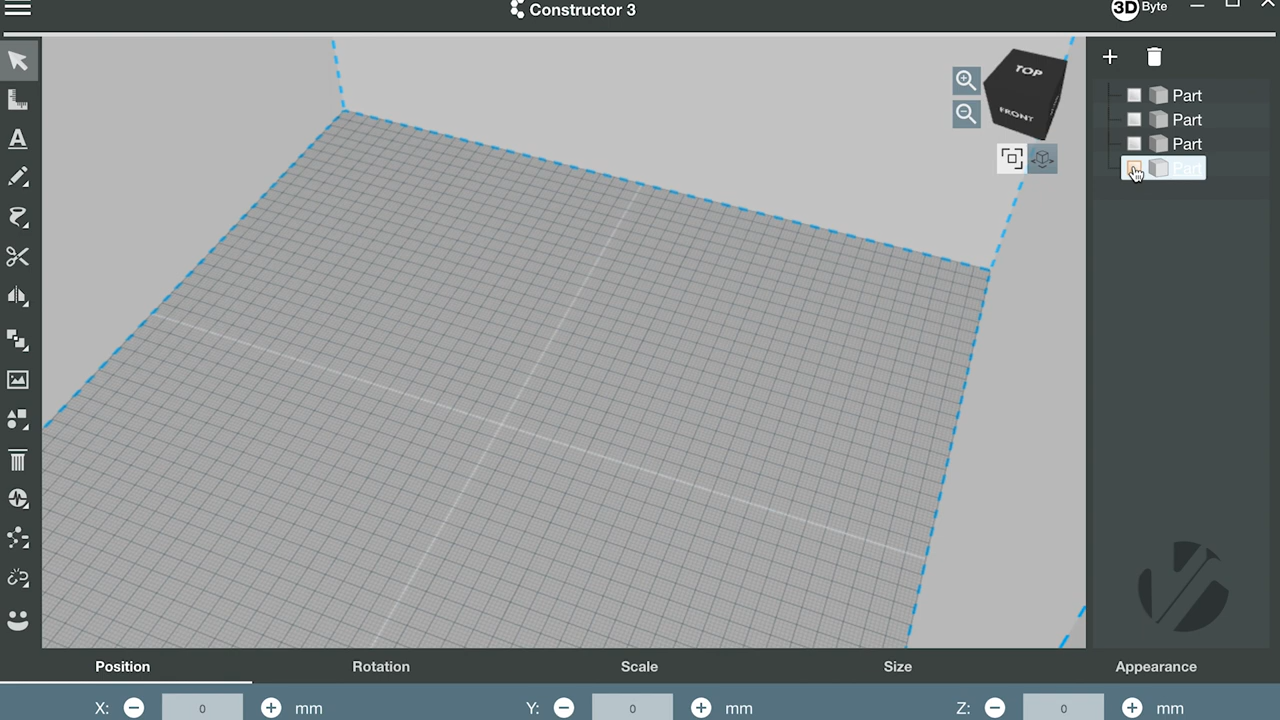 Constructor 3
3D Byte
TOP
FRONT
Part
Part
Part
Part
Position
Rotation
Scale
Size
Appearance
X: 0 mm
Y: 0 mm
Z: 0 mm